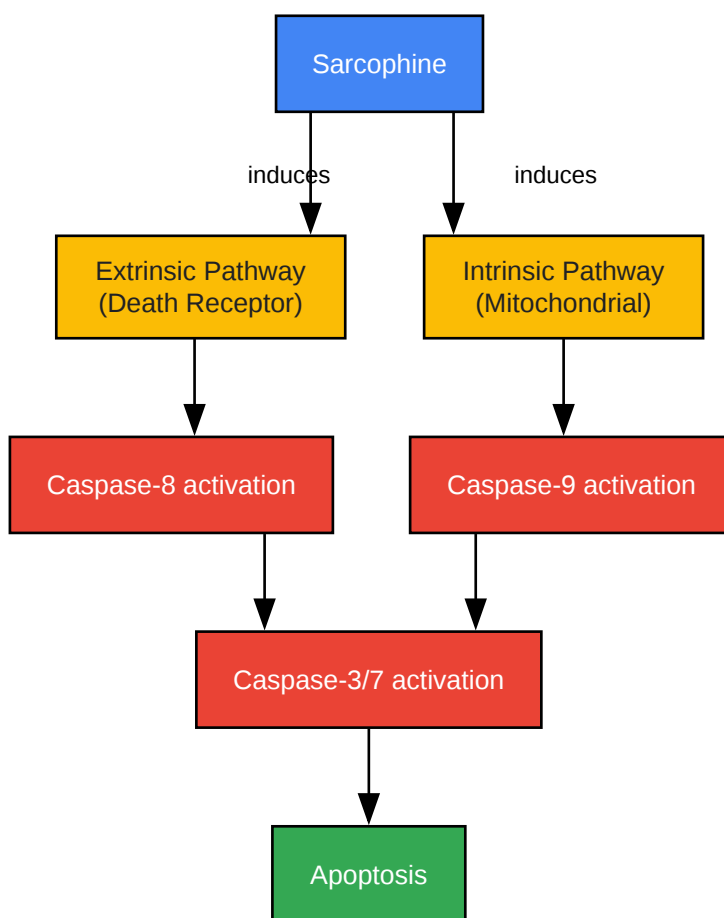 Sarcophine
induces
induces
Extrinsic Pathway
(Death Receptor)
Intrinsic Pathway
(Mitochondrial)
Caspase-8 activation
Caspase-9 activation
Caspase-3/7 activation
Apoptosis